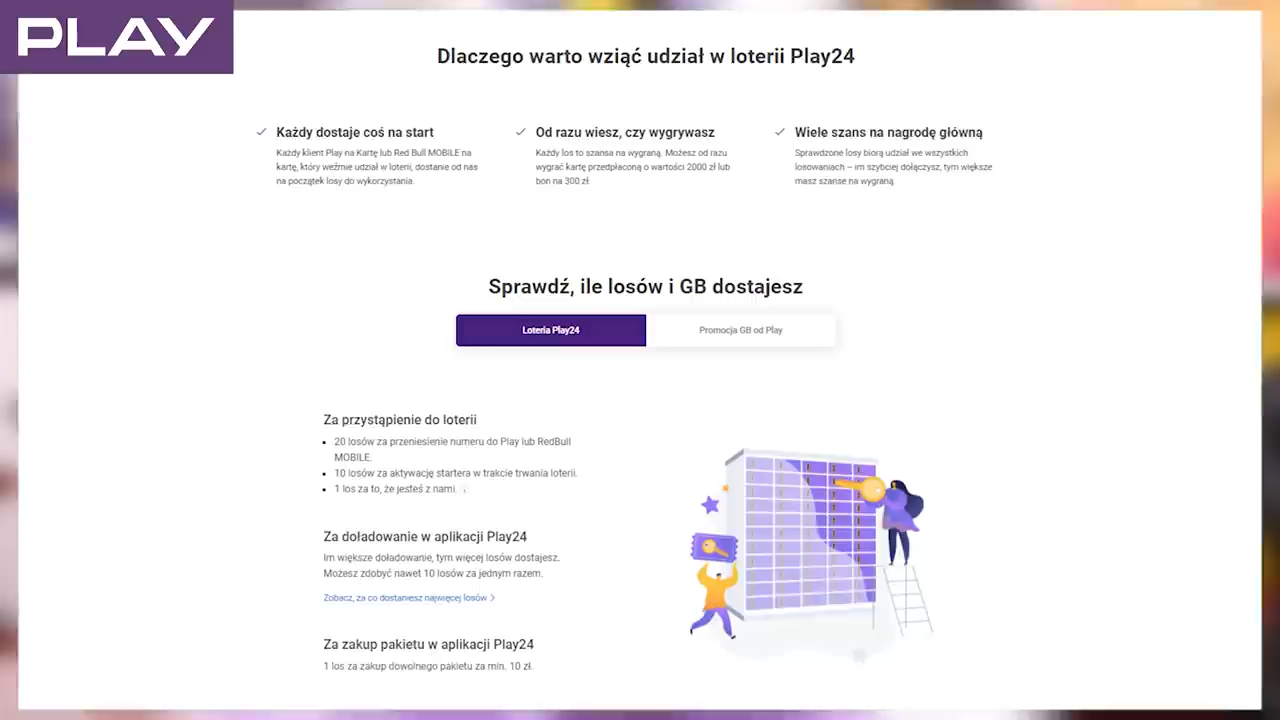 PLAY
Dlaczego warto wziąć udział w loterii Play24
Każdy dostaje coś na start
Każdy klient Play na Kartę lub Red Bull MOBILE na
kartę, który weźmie udział w loterii, dostanie od nas
na początek losy do wykorzystania.
Od razu wiesz, czy wygrywasz
Każdy los to szansa na wygraną. Możesz od razu
wygrać kartę przedpłaconą o wartości 2000 zł lub
bon na 300 zł.
Wiele szans na nagrodę główną
Sprawdzone losy biorą udział we wszystkich
losowaniach – im szybciej dołączysz, tym większe
masz szanse na wygraną.
Sprawdź, ile losów i GB dostajesz
Loteria Play24
Promocja GB od Play
Za przystąpienie do loterii
• 20 losów za przeniesienie numeru do Play lub RedBull
MOBILE.
• 10 losów za aktywację startera w trakcie trwania loterii.
• 1 los za to, że jesteś z nami.
Za doładowanie w aplikacji Play24
Im większe doładowanie, tym więcej losów dostajesz.
Możesz zdobyć nawet 10 losów za jednym razem.
Zobacz, za co dostaniesz najwięcej losów >
Za zakup pakietu w aplikacji Play24
1 los za zakup dowolnego pakietu za min. 10 zł.